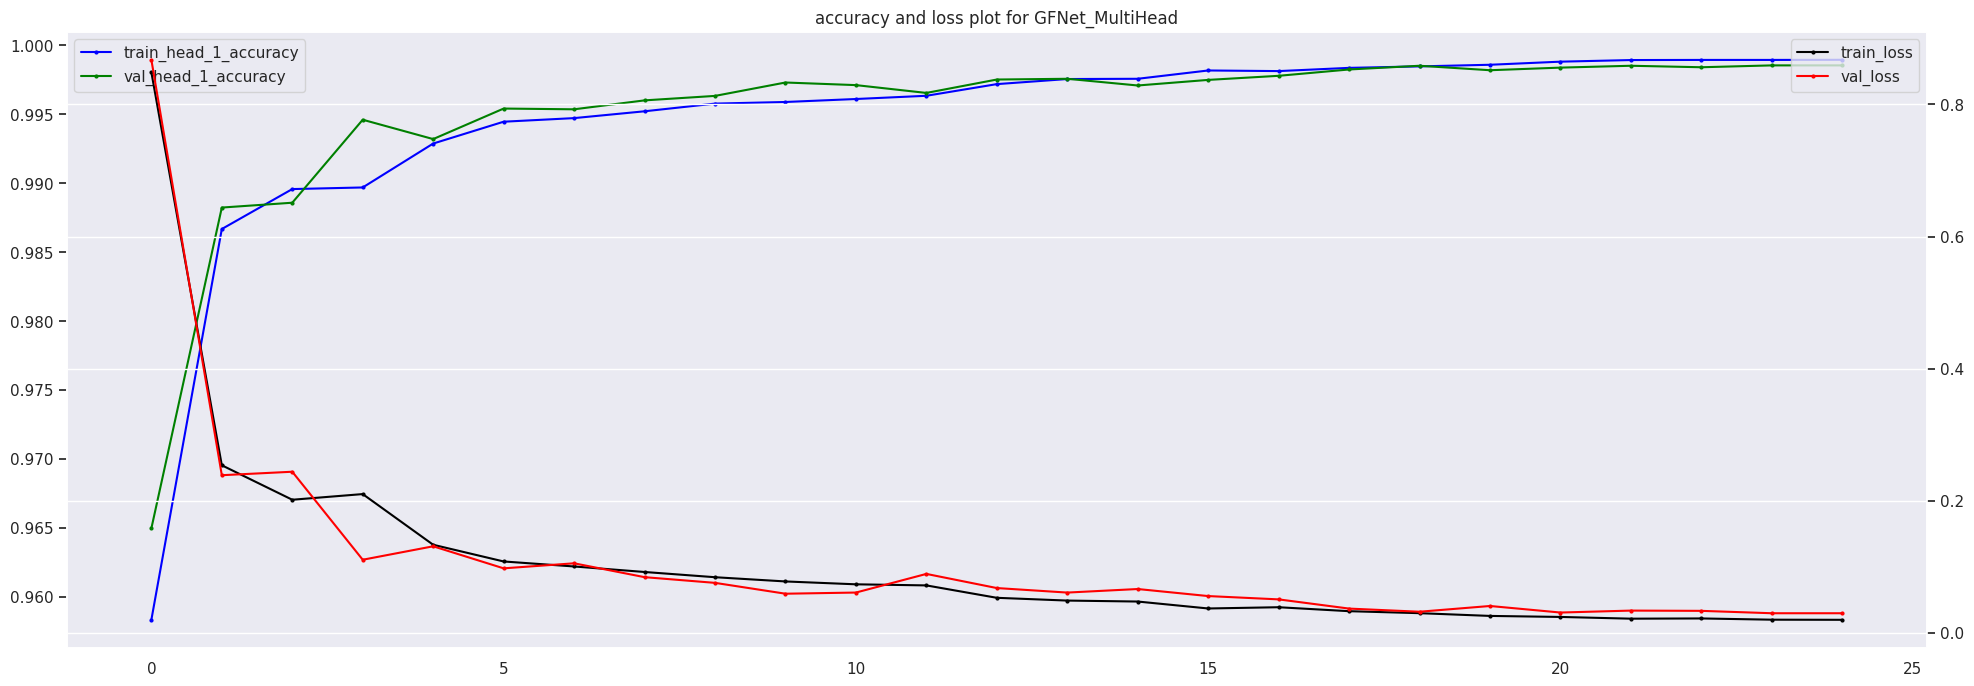 accuracy and loss plot for GFNet_MultiHead
train_head_1_accuracy
val_head_1_accuracy
train_loss
val_loss
1.000
0.995
0.990
0.985
0.980
0.975
0.970
0.965
0.960
0.8
0.6
0.4
0.2
0.0
0 5 10 15 20 25